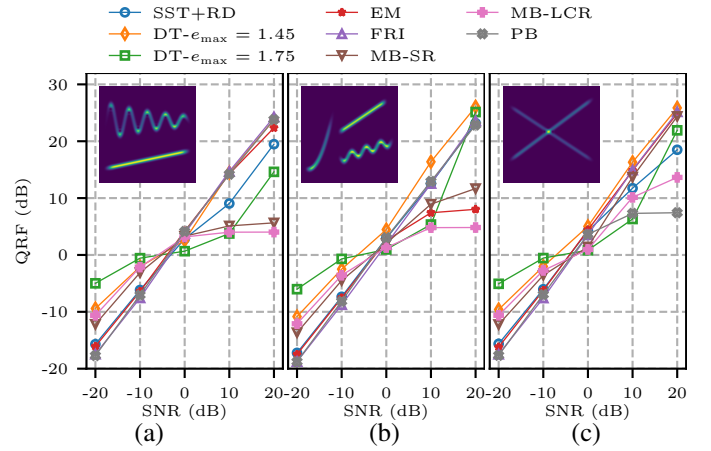 SST+RD EM MB-LCR
DT-e_max = 1.45 FRI PB
DT-e_max = 1.75 MB-SR
30
20
10
0
-10
-20
QRF (dB)
-20 -10 0 10 20 -20 -10 0 10 20 -20 -10 0 10 20
SNR (dB) SNR (dB) SNR (dB)
(a) (b) (c)